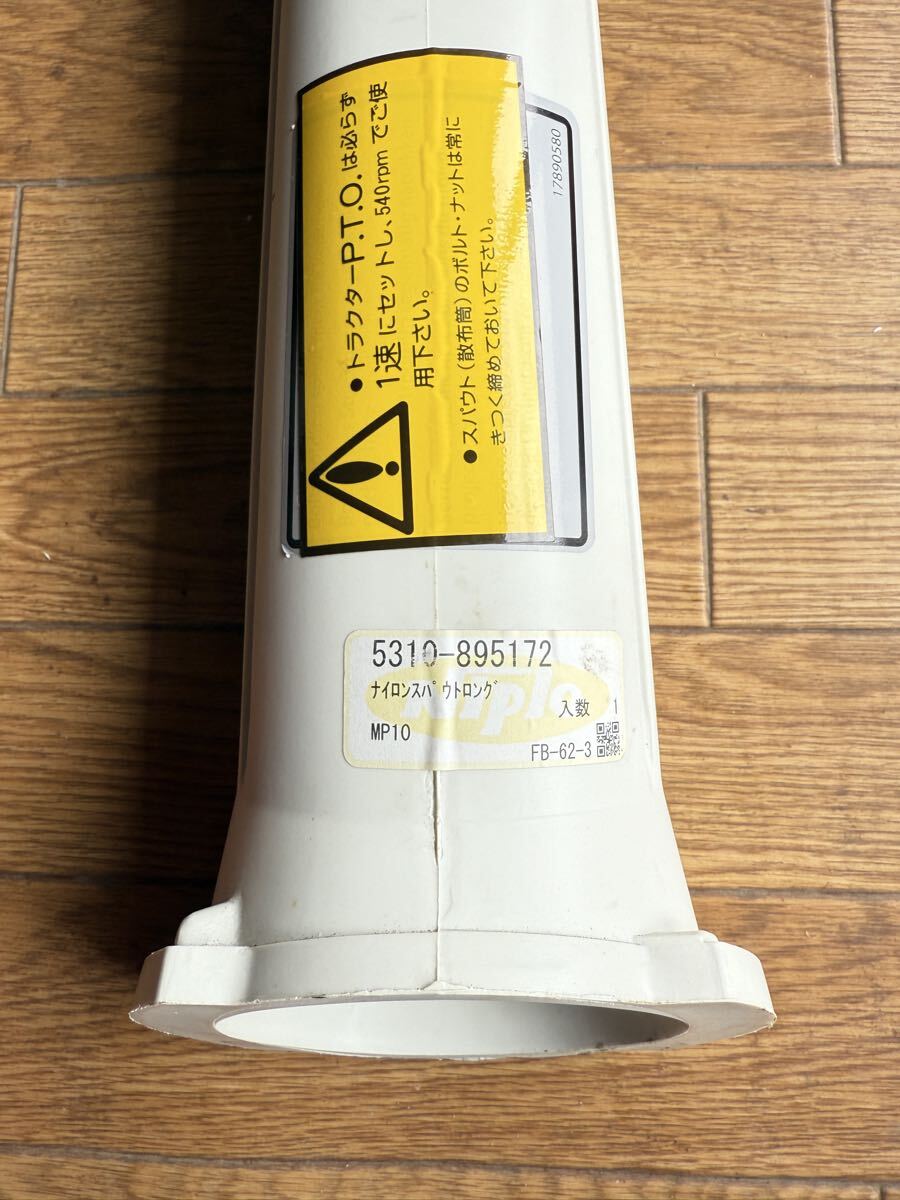 ●トラクターP.T.O.は必らず
1速にセットし、540rpmでご使
用下さい。
●スパウト(散布筒)のボルト・ナットは常に
きつく締めておいて下さい。
17890580
5310-895172
ナイロンスパウトロング
入数 1
MP10
FB-62-3
Niplo